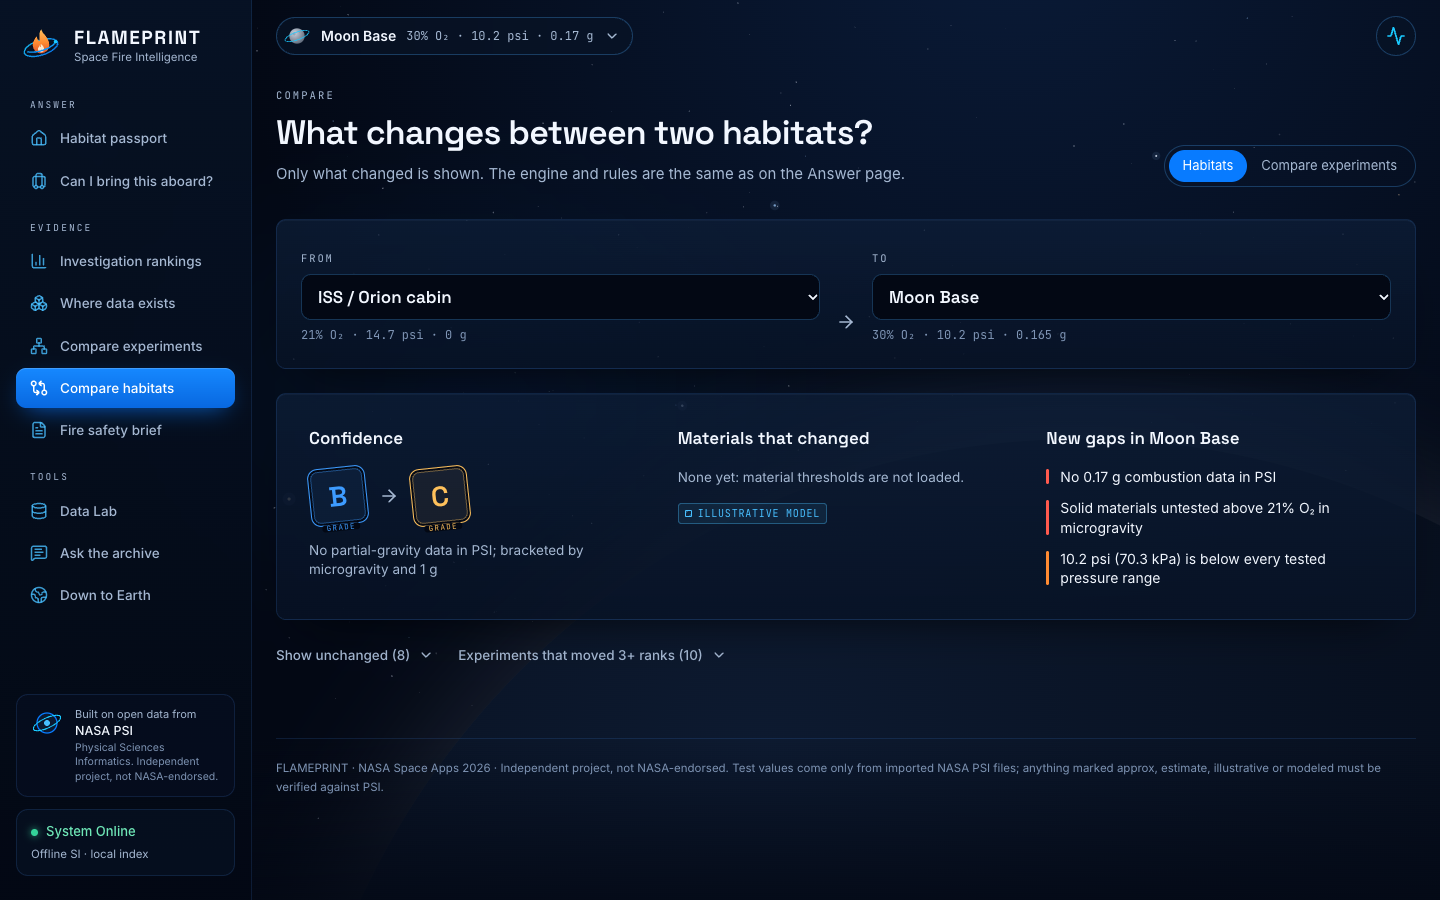 FLAMEPRINT
Space Fire Intelligence
ANSWER
Habitat passport
Can I bring this aboard?
EVIDENCE
Investigation rankings
Where data exists
Compare experiments
Compare habitats
Fire safety brief
TOOLS
Data Lab
Ask the archive
Down to Earth
Built on open data from
NASA PSI
Physical Sciences
Informatics. Independent
project, not NASA-endorsed.
System Online
Offline SI · local index
Moon Base 30% O₂ · 10.2 psi · 0.17 g
COMPARE
What changes between two habitats?
Only what changed is shown. The engine and rules are the same as on the Answer page.
Habitats Compare experiments
FROM
ISS / Orion cabin
21% O₂ · 14.7 psi · 0 g
TO
Moon Base
30% O₂ · 10.2 psi · 0.165 g
Confidence
B
GRADE
C
GRADE
No partial-gravity data in PSI; bracketed by
microgravity and 1 g
Materials that changed
None yet: material thresholds are not loaded.
ILLUSTRATIVE MODEL
New gaps in Moon Base
No 0.17 g combustion data in PSI
Solid materials untested above 21% O₂ in
microgravity
10.2 psi (70.3 kPa) is below every tested
pressure range
Show unchanged (8)
Experiments that moved 3+ ranks (10)
FLAMEPRINT · NASA Space Apps 2026 · Independent project, not NASA-endorsed. Test values come only from imported NASA PSI files; anything marked approx, estimate, illustrative or modeled must be
verified against PSI.